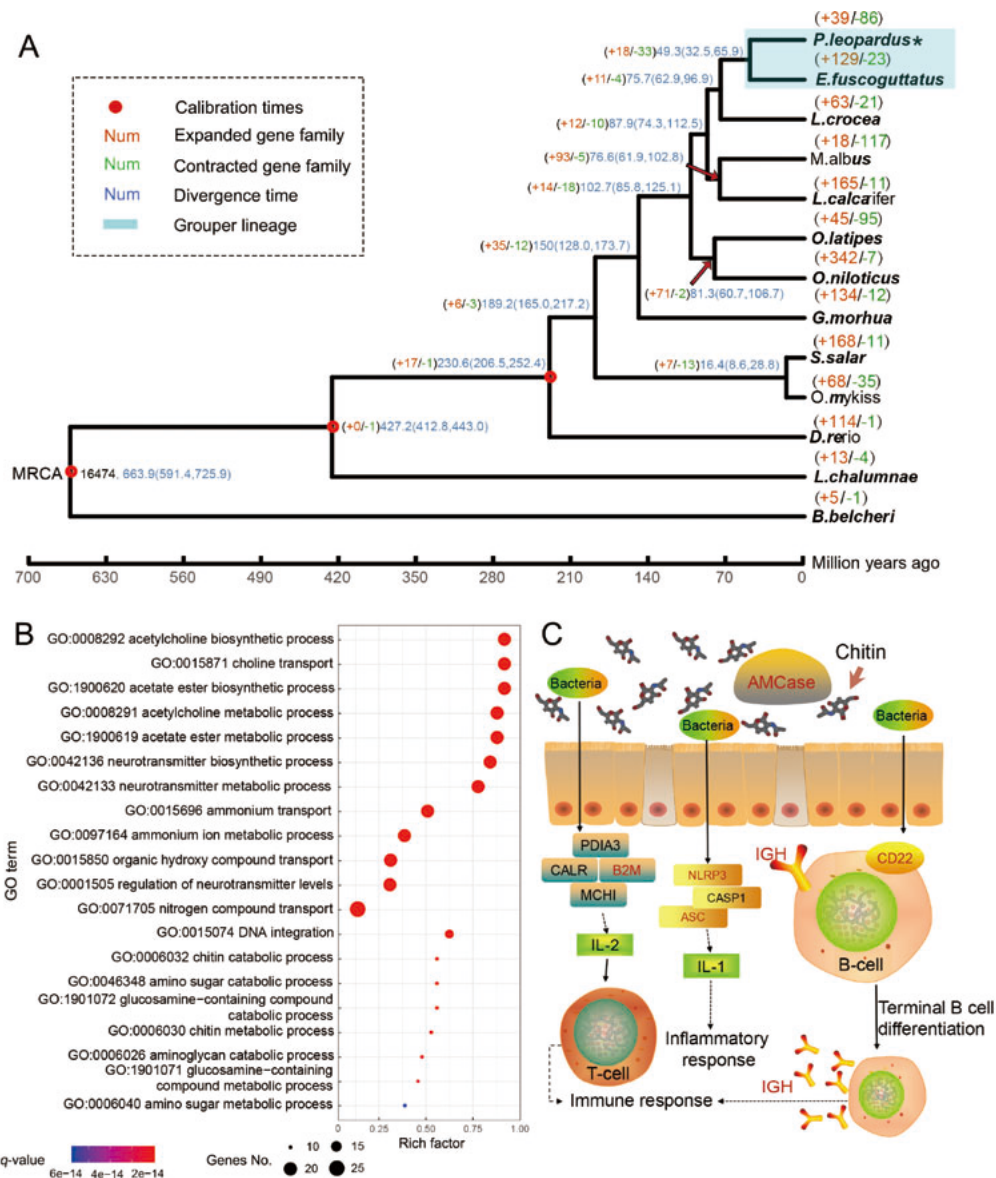 A
Calibration times
Num Expanded gene family
Num Contracted gene family
Num Divergence time
Grouper lineage
(+39/-86)
P.leopardus*
(+129/-23)
E.fuscoguttatus
(+63/-21)
L.crocea
(+18/-117)
M.albus
(+165/-11)
L.calcarifer
(+45/-95)
O.latipes
(+342/-7)
O.niloticus
(+134/-12)
G.morhua
(+168/-11)
S.salar
(+68/-35)
O.mykiss
(+114/-1)
D.rerio
(+13/-4)
L.chalumnae
(+5/-1)
B.belcheri
(+18/-33)49.3(32.5,65.9)
(+11/-4)75.7(62.9,96.9)
(+12/-10)87.9(74.3,112.5)
(+93/-5)76.6(61.9,102.8)
(+14/-18)102.7(85.8,125.1)
(+35/-12)150(128.0,173.7)
(+71/-2)81.3(60.7,106.7)
(+6/-3)189.2(165.0,217.2)
(+17/-1)230.6(206.5,252.4)
(+7/-13)16.4(8.6,28.8)
(+0/-1)427.2(412.8,443.0)
MRCA
16474, 663.9(591.4,725.9)
700 630 560 490 420 350 280 210 140 70 0
Million years ago
B
GO term
GO:0008292 acetylcholine biosynthetic process
GO:0015871 choline transport
GO:1900620 acetate ester biosynthetic process
GO:0008291 acetylcholine metabolic process
GO:1900619 acetate ester metabolic process
GO:0042136 neurotransmitter biosynthetic process
GO:0042133 neurotransmitter metabolic process
GO:0015696 ammonium transport
GO:0097164 ammonium ion metabolic process
GO:0015850 organic hydroxy compound transport
GO:0001505 regulation of neurotransmitter levels
GO:0071705 nitrogen compound transport
GO:0015074 DNA integration
GO:0006032 chitin catabolic process
GO:0046348 amino sugar catabolic process
GO:1901072 glucosamine−containing compound
catabolic process
GO:0006030 chitin metabolic process
GO:0006026 aminoglycan catabolic process
GO:1901071 glucosamine−containing
compound metabolic process
GO:0006040 amino sugar metabolic process
0 0.25 0.50 0.75 1.00
Rich factor
q-value
6e−14 4e−14 2e−14
Genes No.
10 15
20 25
C
Chitin
AMCase
Bacteria
Bacteria
Bacteria
PDIA3
CALR
B2M
MCHI
IL-2
T-cell
NLRP3
CASP1
ASC
IL-1
Inflammatory
response
Immune response
IGH
CD22
B-cell
Terminal B cell
differentiation
IGH